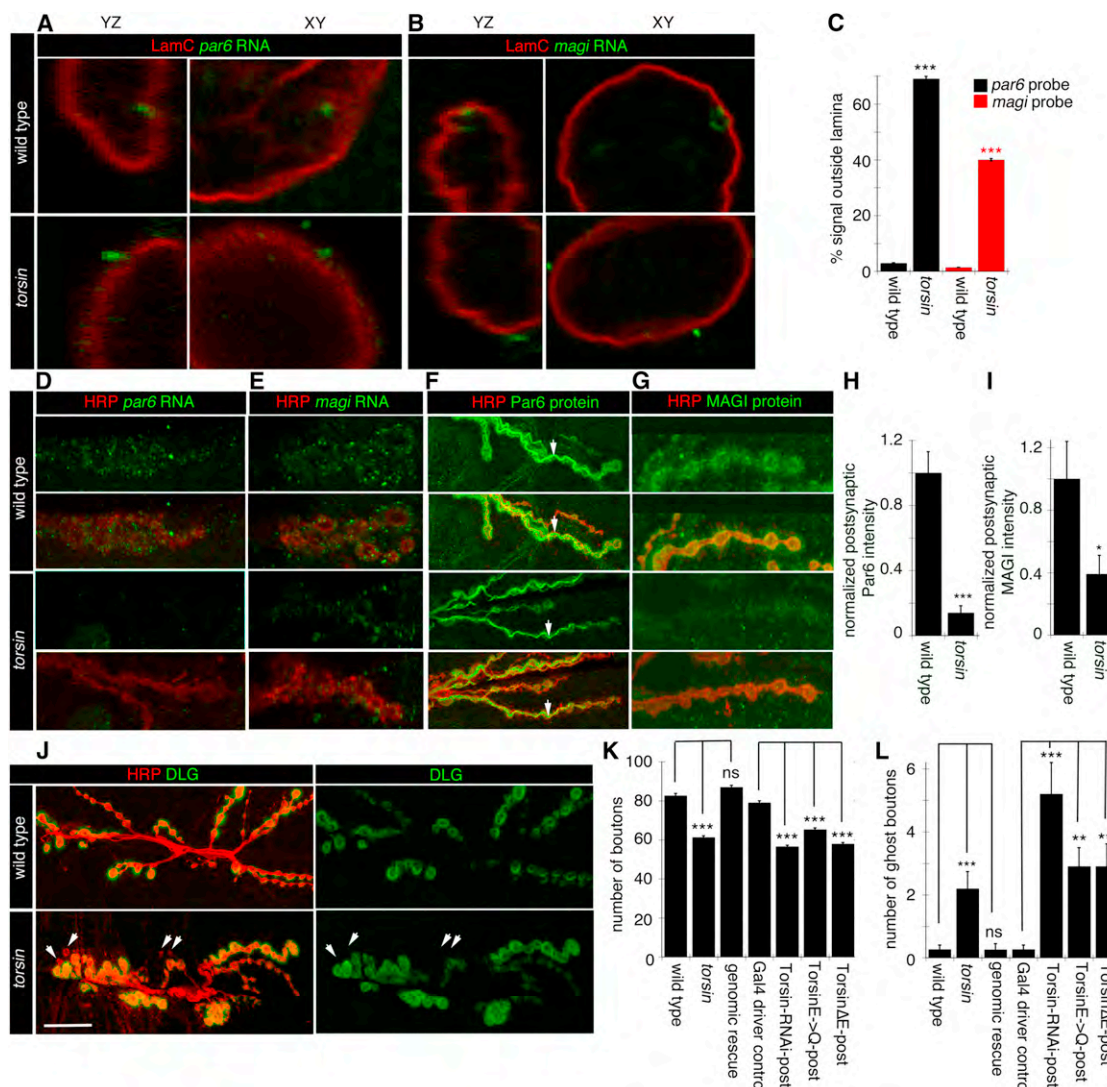 A
YZ
XY
LamC par6 RNA
wild type
torsin
B
YZ
XY
LamC magi RNA
C
% signal outside lamina
60
40
20
0
***
***
par6 probe
magi probe
wild type
torsin
wild type
torsin
D
HRP par6 RNA
E
HRP magi RNA
F
HRP Par6 protein
G
HRP MAGI protein
wild type
torsin
H
normalized postsynaptic
Par6 intensity
1.2
0.8
0.4
0
***
wild type
torsin
I
normalized postsynaptic
MAGI intensity
1.2
0.8
0.4
0
*
wild type
torsin
J
HRP DLG
DLG
wild type
torsin
K
number of boutons
100
80
60
40
20
0
***
ns
***
***
***
wild type
torsin
genomic rescue
Gal4 driver control
Torsin-RNAi-post
TorsinE->Q-post
TorsinΔE-post
L
number of ghost boutons
6
4
2
0
***
ns
***
**
wild type
torsin
genomic rescue
Gal4 driver control
Torsin-RNAi-post
TorsinE->Q-post
TorsinΔE-post